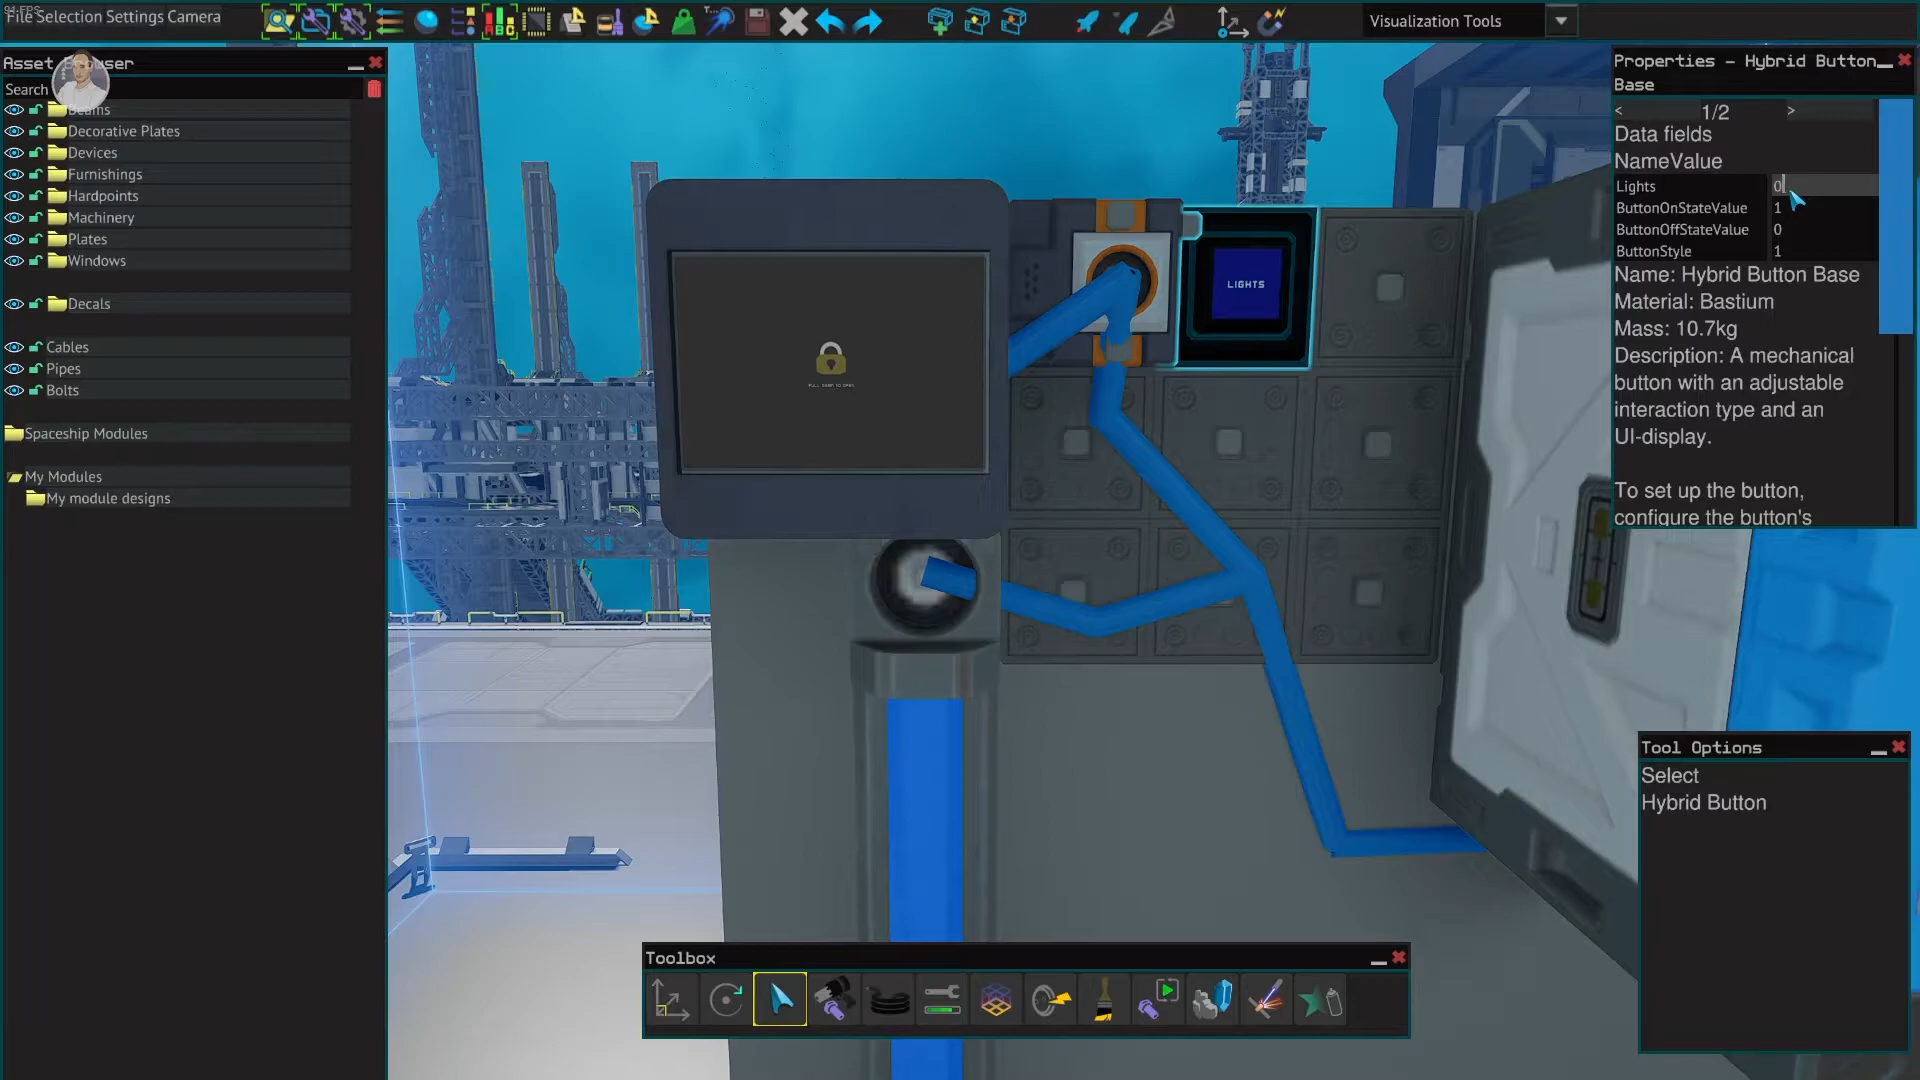 File Selection Settings Camera
Visualization Tools
Asset Browser
Search
Beams
Decorative Plates
Devices
Furnishings
Hardpoints
Machinery
Plates
Windows
Decals
Cables
Pipes
Bolts
Spaceship Modules
My Modules
My module designs
LIGHTS
Properties – Hybrid Button
Base
< 1/2 >
Data fields
NameValue
Lights 0
ButtonOnStateValue 1
ButtonOffStateValue 0
ButtonStyle 1
Name: Hybrid Button Base
Material: Bastium
Mass: 10.7kg
Description: A mechanical
button with an adjustable
interaction type and an
UI-display.
To set up the button,
configure the button's
Tool Options
Select
Hybrid Button
Toolbox